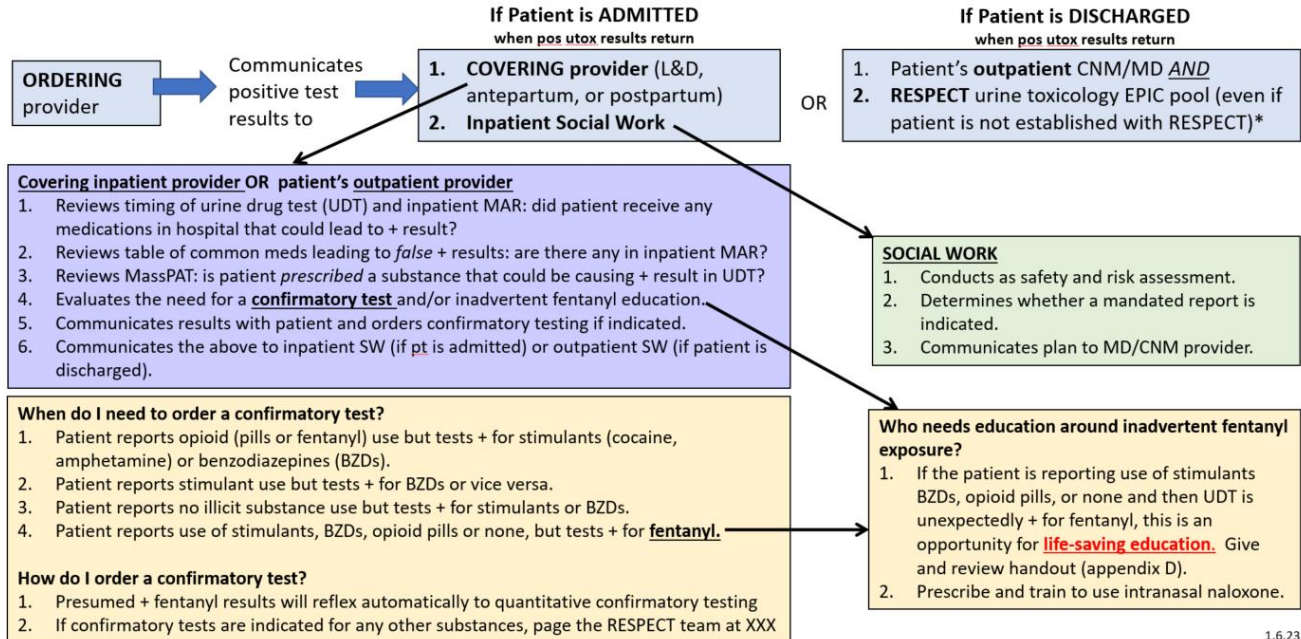 If Patient is ADMITTED
when pos utox results return
If Patient is DISCHARGED
when pos utox results return
ORDERING
provider
Communicates
positive test
results to
1. COVERING provider (L&D,
antepartum, or postpartum)
2. Inpatient Social Work
OR
1. Patient's outpatient CNM/MD AND
2. RESPECT urine toxicology EPIC pool (even if
patient is not established with RESPECT)*
Covering inpatient provider OR patient's outpatient provider
1. Reviews timing of urine drug test (UDT) and inpatient MAR: did patient receive any
medications in hospital that could lead to + result?
2. Reviews table of common meds leading to false + results: are there any in inpatient MAR?
3. Reviews MassPAT: is patient prescribed a substance that could be causing + result in UDT?
4. Evaluates the need for a confirmatory test and/or inadvertent fentanyl education.
5. Communicates results with patient and orders confirmatory testing if indicated.
6. Communicates the above to inpatient SW (if pt is admitted) or outpatient SW (if patient is
discharged).
SOCIAL WORK
1. Conducts as safety and risk assessment.
2. Determines whether a mandated report is
indicated.
3. Communicates plan to MD/CNM provider.
When do I need to order a confirmatory test?
1. Patient reports opioid (pills or fentanyl) use but tests + for stimulants (cocaine,
amphetamine) or benzodiazepines (BZDs).
2. Patient reports stimulant use but tests + for BZDs or vice versa.
3. Patient reports no illicit substance use but tests + for stimulants or BZDs.
4. Patient reports use of stimulants, BZDs, opioid pills or none, but tests + for fentanyl.
How do I order a confirmatory test?
1. Presumed + fentanyl results will reflex automatically to quantitative confirmatory testing
2. If confirmatory tests are indicated for any other substances, page the RESPECT team at XXX
Who needs education around inadvertent fentanyl
exposure?
1. If the patient is reporting use of stimulants
BZDs, opioid pills, or none and then UDT is
unexpectedly + for fentanyl, this is an
opportunity for life-saving education. Give
and review handout (appendix D).
2. Prescribe and train to use intranasal naloxone.
1.6.23